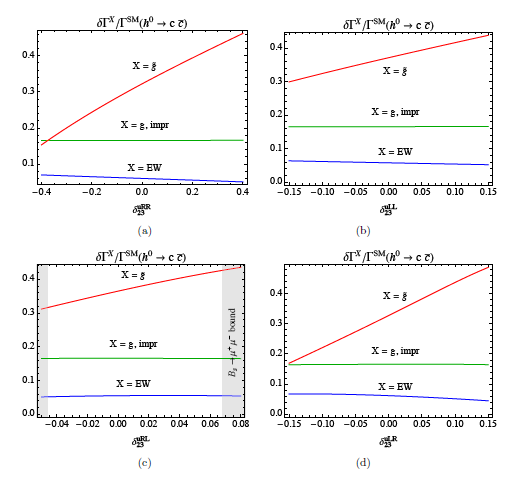 δΓ^X/Γ^SM(h^0 → c c̄)
0.4
0.3
0.2
0.1
X = g̃
X = g, impr
X = EW
−0.4 −0.2 0.0 0.2 0.4
δ^uRR_23
(a)
δΓ^X/Γ^SM(h^0 → c c̄)
0.4
0.3
0.2
0.1
0.0
X = g̃
X = g, impr
X = EW
−0.15 −0.10 −0.05 0.00 0.05 0.10 0.15
δ^uLL_23
(b)
δΓ^X/Γ^SM(h^0 → c c̄)
0.4
0.3
0.2
0.1
0.0
X = g̃
X = g, impr
X = EW
B_s → μ^+ μ^- bound
−0.04 −0.02 0.00 0.02 0.04 0.06 0.08
δ^uRL_23
(c)
δΓ^X/Γ^SM(h^0 → c c̄)
0.4
0.3
0.2
0.1
0.0
X = g̃
X = g, impr
X = EW
−0.15 −0.10 −0.05 0.00 0.05 0.10 0.15
δ^uLR_23
(d)